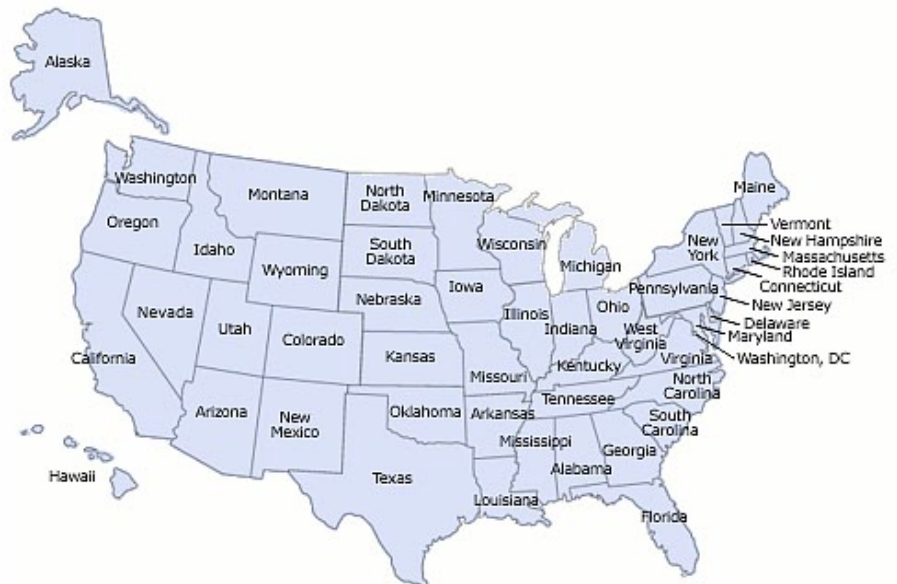 Alaska
Washington
Montana
North
Dakota
Minnesota
Maine
Oregon
Idaho
Wyoming
South
Dakota
Wisconsin
Michigan
New
York
Vermont
New Hampshire
Massachusetts
Rhode Island
Connecticut
Nevada
Utah
Colorado
Nebraska
Iowa
Illinois
Indiana
Ohio
Pennsylvania
New Jersey
Delaware
Maryland
Washington, DC
West
Virginia
Virginia
California
Kansas
Missouri
Kentucky
Arizona
New
Mexico
Oklahoma
Arkansas
Tennessee
North
Carolina
South
Carolina
Hawaii
Texas
Louisiana
Mississippi
Alabama
Georgia
Florida